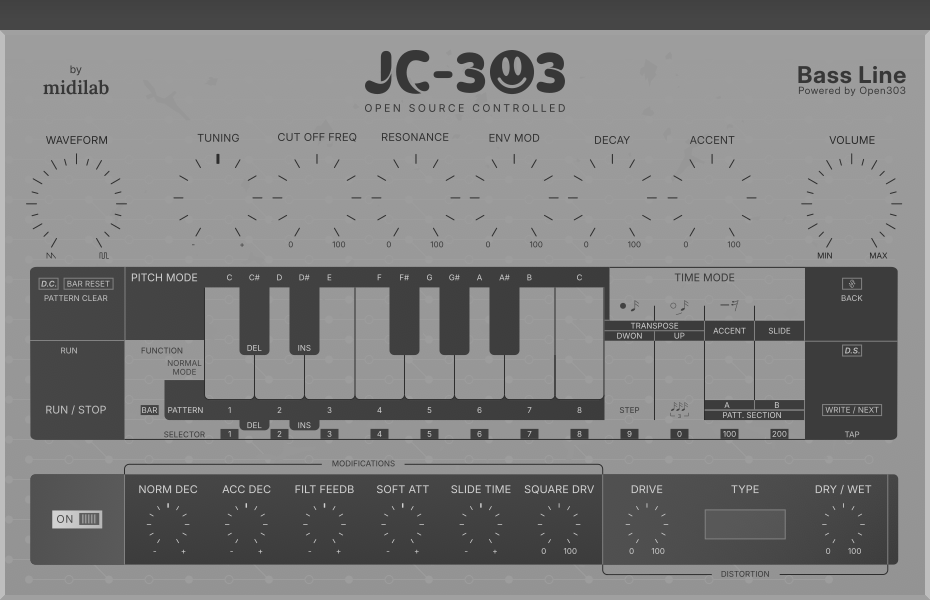 by
midilab
JC-303
OPEN SOURCE CONTROLLED
Bass Line
Powered by Open303
WAVEFORM
TUNING
CUT OFF FREQ
RESONANCE
ENV MOD
DECAY
ACCENT
VOLUME
- +
0 100
0 100
0 100
0 100
0 100
MIN MAX
D.C. BAR RESET
PATTERN CLEAR
PITCH MODE
C C# D D# E F F# G G# A A# B C
TIME MODE
BACK
TRANSPOSE
DWON UP
ACCENT
SLIDE
RUN
FUNCTION
NORMAL
MODE
DEL INS
D.S.
RUN / STOP
BAR PATTERN 1 2 3 4 5 6 7 8
STEP
3
A B
PATT. SECTION
WRITE / NEXT
DEL INS
SELECTOR 1 2 3 4 5 6 7 8 9 0 100 200
TAP
MODIFICATIONS
ON
NORM DEC
ACC DEC
FILT FEEDB
SOFT ATT
SLIDE TIME
SQUARE DRV
DRIVE
TYPE
DRY / WET
- +
- +
- +
- +
- +
0 100
0 100
0 100
DISTORTION